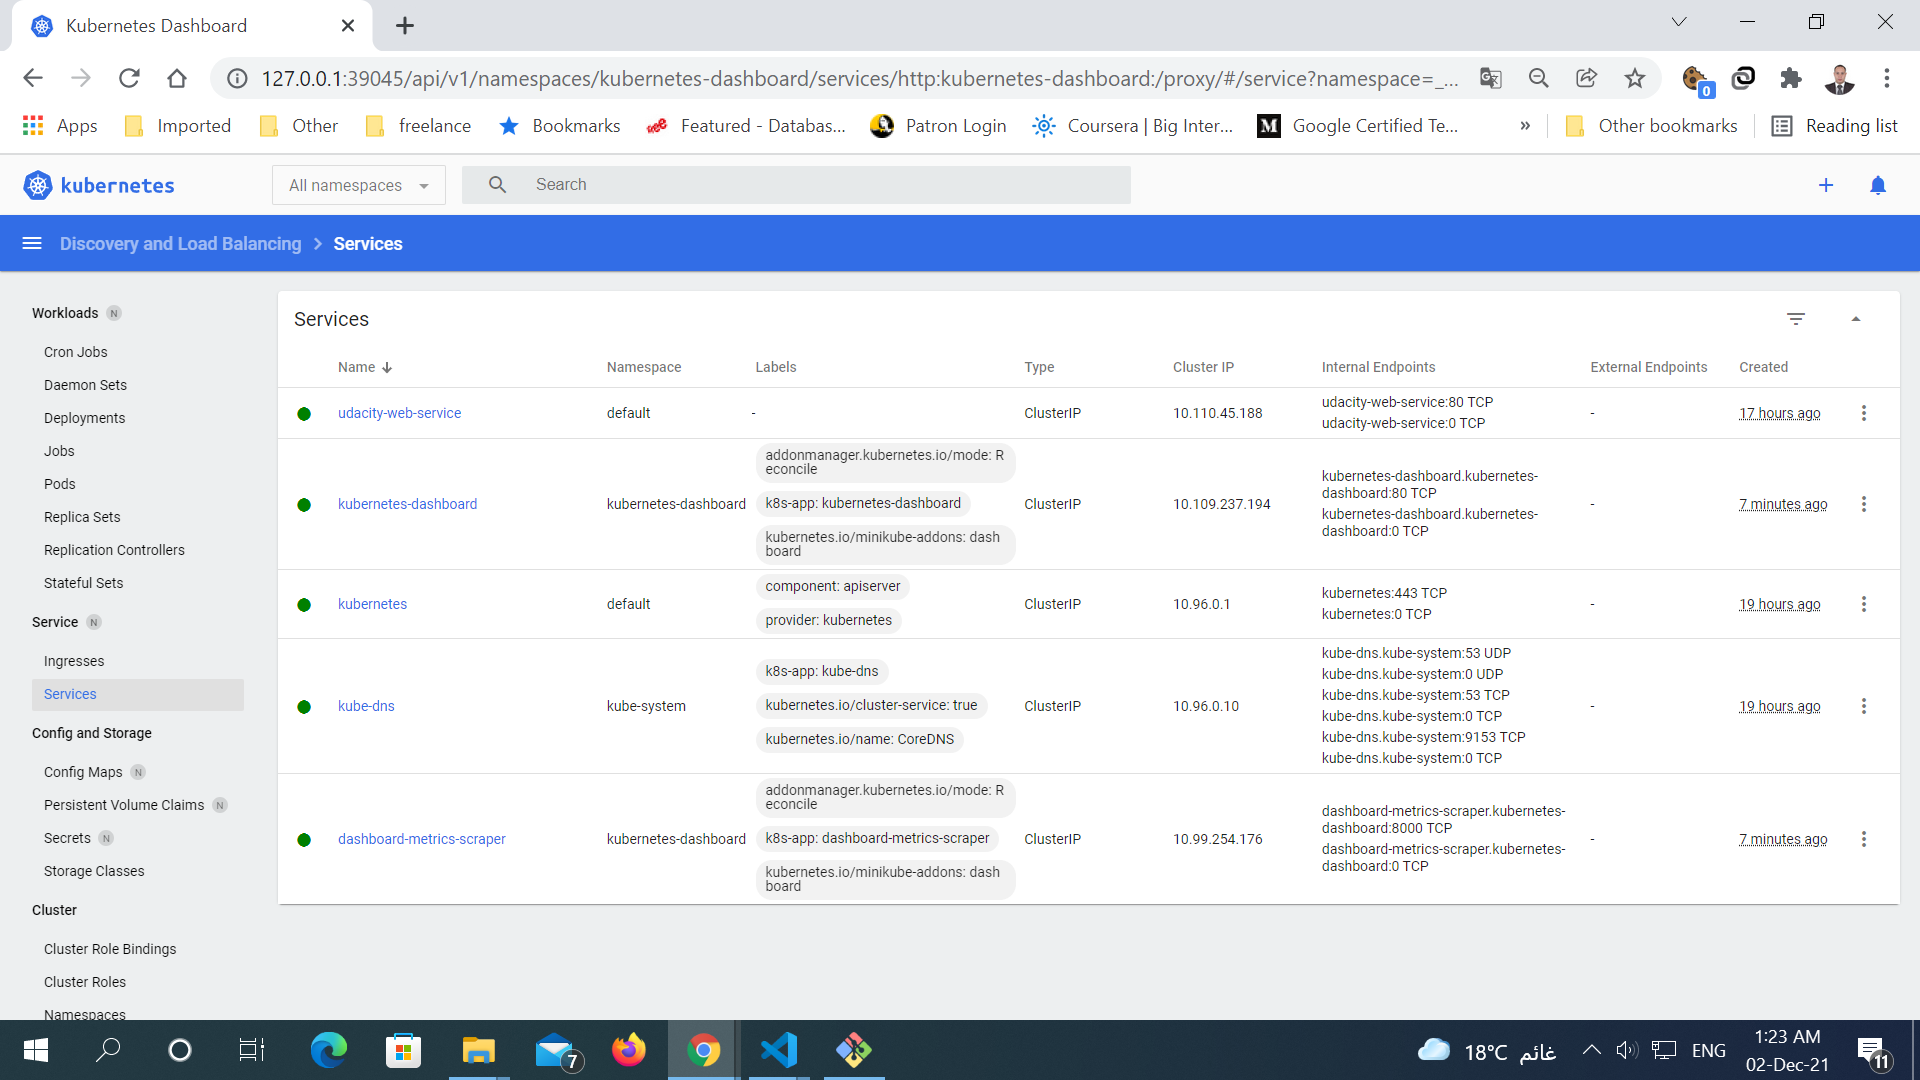 Kubernetes Dashboard
127.0.0.1:39045/api/v1/namespaces/kubernetes-dashboard/services/http:kubernetes-dashboard:/proxy/#/service?namespace=_...
0
Apps
Imported
Other
freelance
Bookmarks
Featured - Databas...
Patron Login
Coursera | Big Inter...
M
Google Certified Te...
»
Other bookmarks
Reading list
kubernetes
All namespaces
Search
Discovery and Load Balancing
Services
Workloads N
Cron Jobs
Daemon Sets
Deployments
Jobs
Pods
Replica Sets
Replication Controllers
Stateful Sets
Service N
Ingresses
Services
Config and Storage
Config Maps N
Persistent Volume Claims N
Secrets N
Storage Classes
Cluster
Cluster Role Bindings
Cluster Roles
Namespaces
Services
Name Namespace Labels Type Cluster IP Internal Endpoints External Endpoints Created
udacity-web-service default - ClusterIP 10.110.45.188
udacity-web-service:80 TCP
udacity-web-service:0 TCP
- 17 hours ago
kubernetes-dashboard kubernetes-dashboard
addonmanager.kubernetes.io/mode: R
econcile
k8s-app: kubernetes-dashboard
kubernetes.io/minikube-addons: dash
board
ClusterIP 10.109.237.194
kubernetes-dashboard.kubernetes-
dashboard:80 TCP
kubernetes-dashboard.kubernetes-
dashboard:0 TCP
- 7 minutes ago
kubernetes default
component: apiserver
provider: kubernetes
ClusterIP 10.96.0.1
kubernetes:443 TCP
kubernetes:0 TCP
- 19 hours ago
kube-dns kube-system
k8s-app: kube-dns
kubernetes.io/cluster-service: true
kubernetes.io/name: CoreDNS
ClusterIP 10.96.0.10
kube-dns.kube-system:53 UDP
kube-dns.kube-system:0 UDP
kube-dns.kube-system:53 TCP
kube-dns.kube-system:0 TCP
kube-dns.kube-system:9153 TCP
kube-dns.kube-system:0 TCP
- 19 hours ago
dashboard-metrics-scraper kubernetes-dashboard
addonmanager.kubernetes.io/mode: R
econcile
k8s-app: dashboard-metrics-scraper
kubernetes.io/minikube-addons: dash
board
ClusterIP 10.99.254.176
dashboard-metrics-scraper.kubernetes-
dashboard:8000 TCP
dashboard-metrics-scraper.kubernetes-
dashboard:0 TCP
- 7 minutes ago
7
18°C غائم
ENG
1:23 AM
02-Dec-21
11